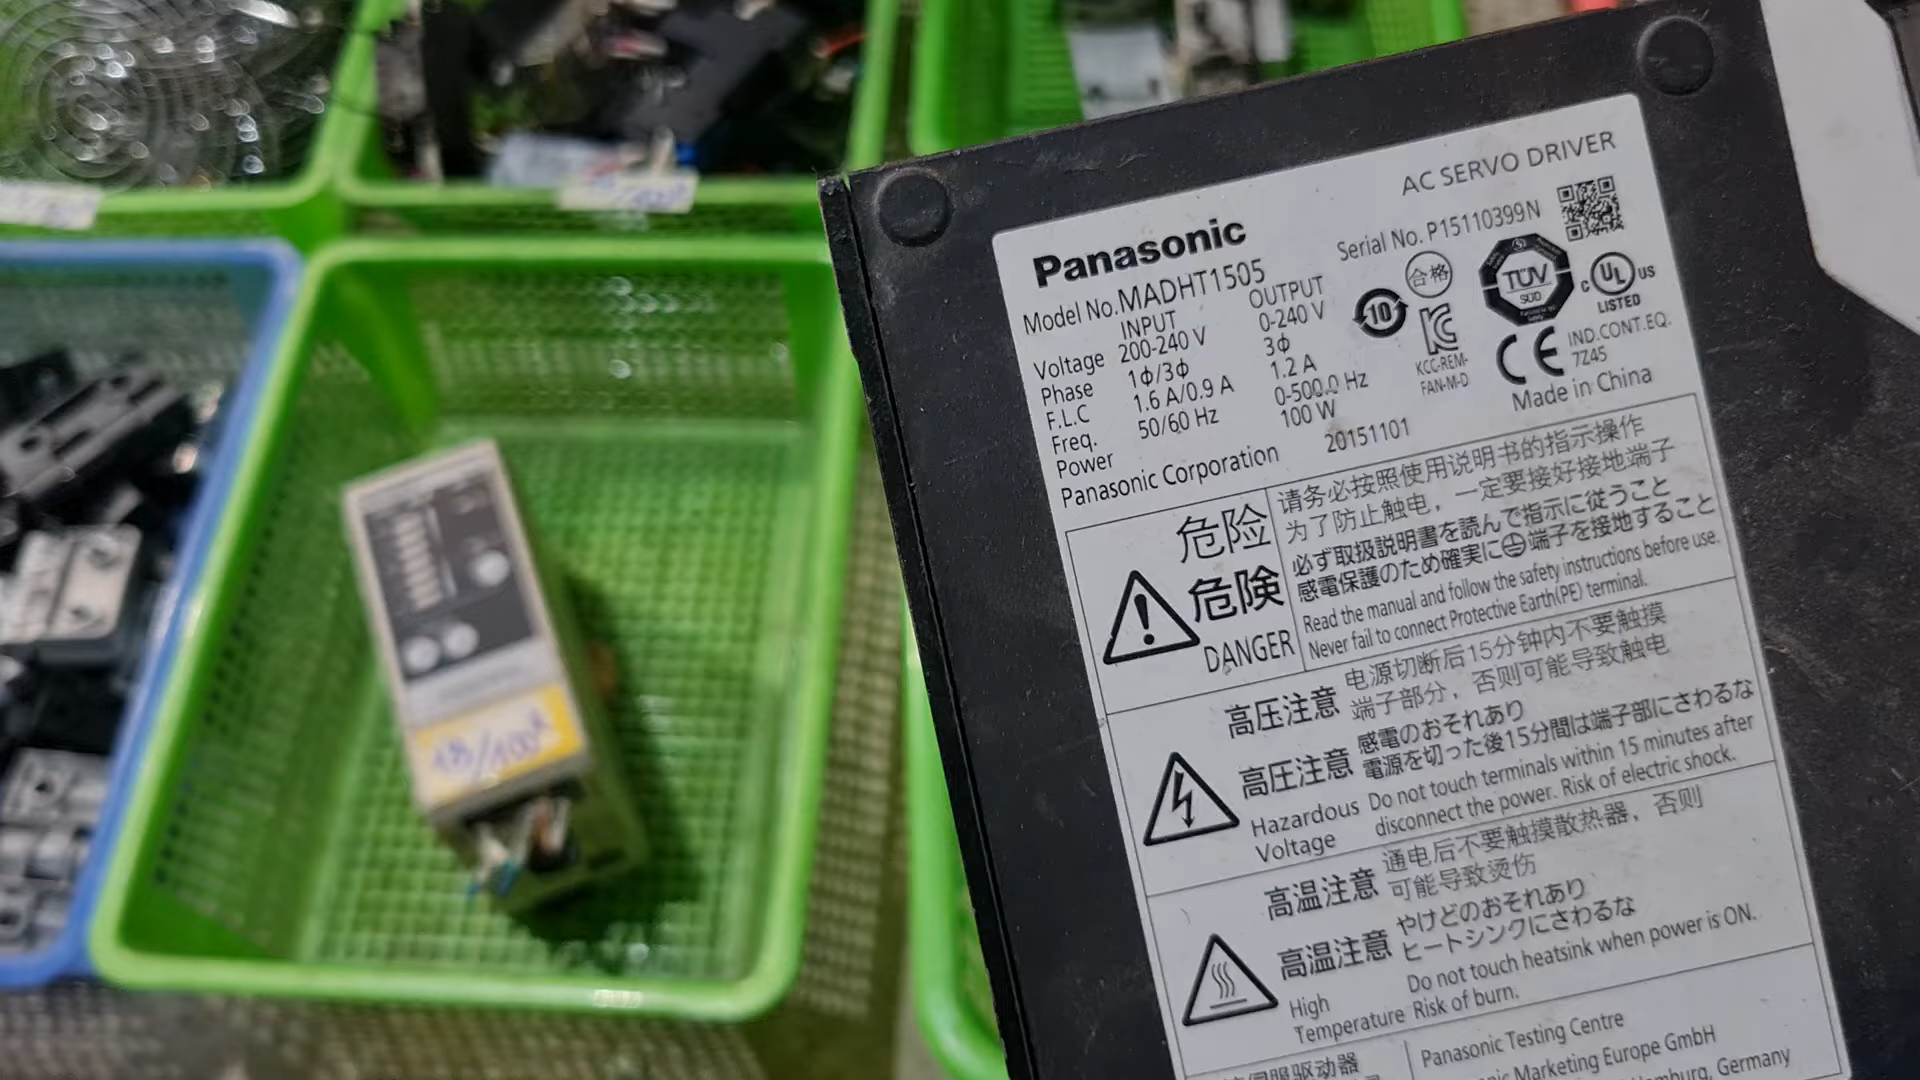 AC SERVO DRIVER
Panasonic
Serial No. P15110399N
Model No. MADHT1505
INPUT OUTPUT
Voltage 200-240 V 0-240 V
Phase 1ϕ/3ϕ 3ϕ
F.L.C 1.6 A/0.9 A 1.2 A
Freq. 50/60 Hz 0-500.0 Hz
Power 100 W
Panasonic Corporation 20151101
合格
10
KCC-REM-
FAN-M-D
TÜV
SÜD
C UL US
LISTED
IND.CONT.EQ.
7Z45
CE
Made in China
危险
危険
DANGER
请务必按照使用说明书的指示操作
为了防止触电，一定要接好接地端子
必ず取扱説明書を読んで指示に従うこと
感電保護のため確実に⏚端子を接地すること
Read the manual and follow the safety instructions before use.
Never fail to connect Protective Earth(PE) terminal.
高压注意
电源切断后15分钟内不要触摸
端子部分，否则可能导致触电
高圧注意
感電のおそれあり
電源を切った後15分間は端子部にさわるな
Hazardous
Voltage
Do not touch terminals within 15 minutes after
disconnect the power. Risk of electric shock.
高温注意
通电后不要触摸散热器，否则
可能导致烫伤
高温注意
やけどのおそれあり
ヒートシンクにさわるな
High
Temperature
Do not touch heatsink when power is ON.
Risk of burn.
伺服驱动器
Panasonic Testing Centre
Marketing Europe GmbH
Germany
18/100k